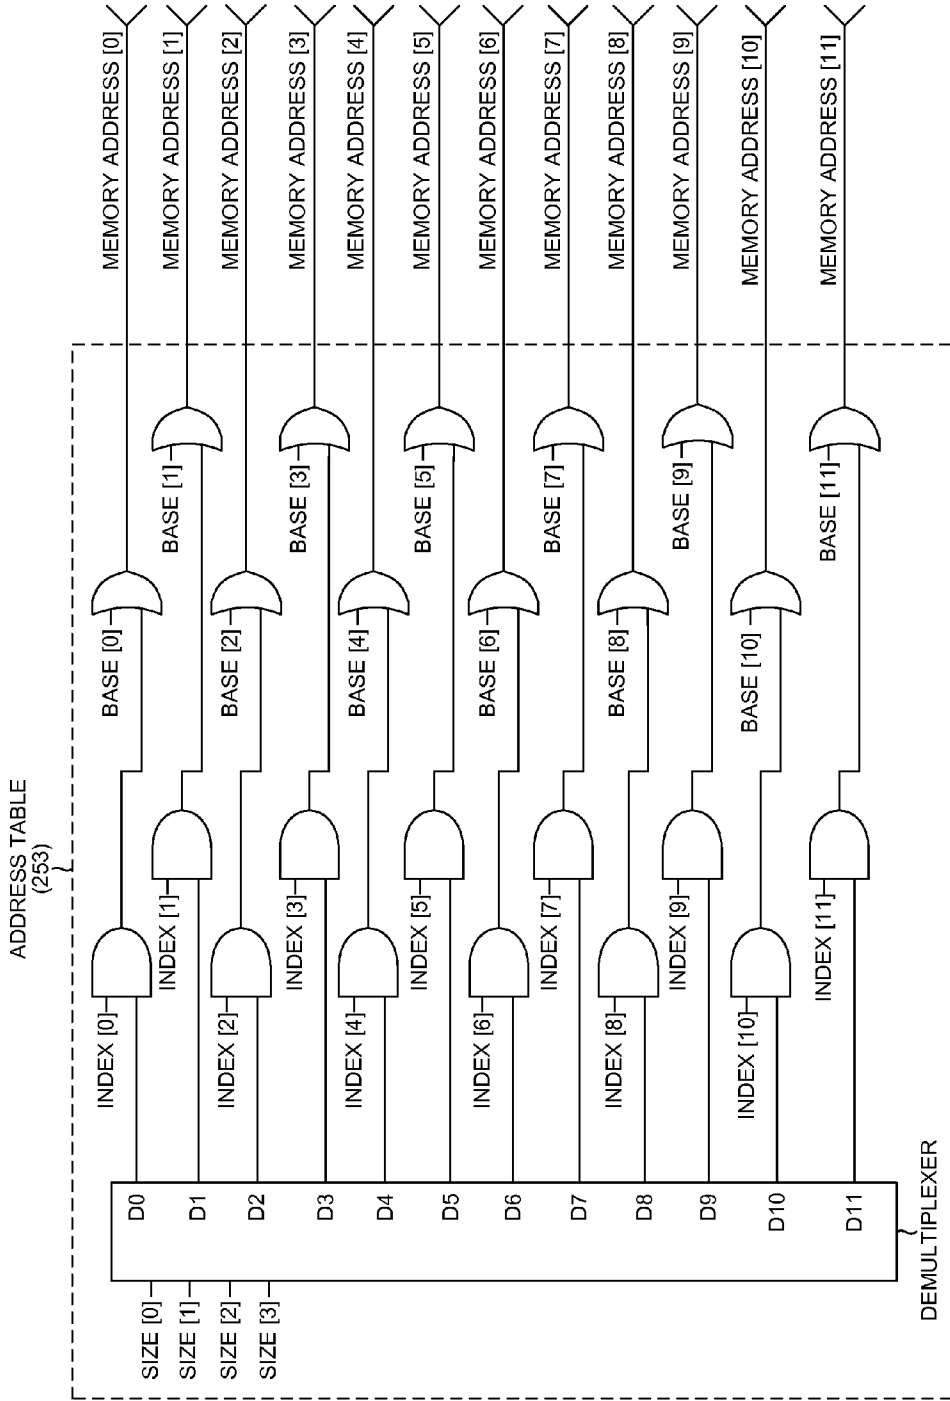 ADDRESS TABLE
(253)
SIZE [0]
SIZE [1]
SIZE [2]
SIZE [3]
D0
D1
D2
D3
D4
D5
D6
D7
D8
D9
D10
D11
DEMULTIPLEXER
INDEX [0]
INDEX [1]
INDEX [2]
INDEX [3]
INDEX [4]
INDEX [5]
INDEX [6]
INDEX [7]
INDEX [8]
INDEX [9]
INDEX [10]
INDEX [11]
BASE [0]
BASE [1]
BASE [2]
BASE [3]
BASE [4]
BASE [5]
BASE [6]
BASE [7]
BASE [8]
BASE [9]
BASE [10]
BASE [11]
MEMORY ADDRESS [0]
MEMORY ADDRESS [1]
MEMORY ADDRESS [2]
MEMORY ADDRESS [3]
MEMORY ADDRESS [4]
MEMORY ADDRESS [5]
MEMORY ADDRESS [6]
MEMORY ADDRESS [7]
MEMORY ADDRESS [8]
MEMORY ADDRESS [9]
MEMORY ADDRESS [10]
MEMORY ADDRESS [11]